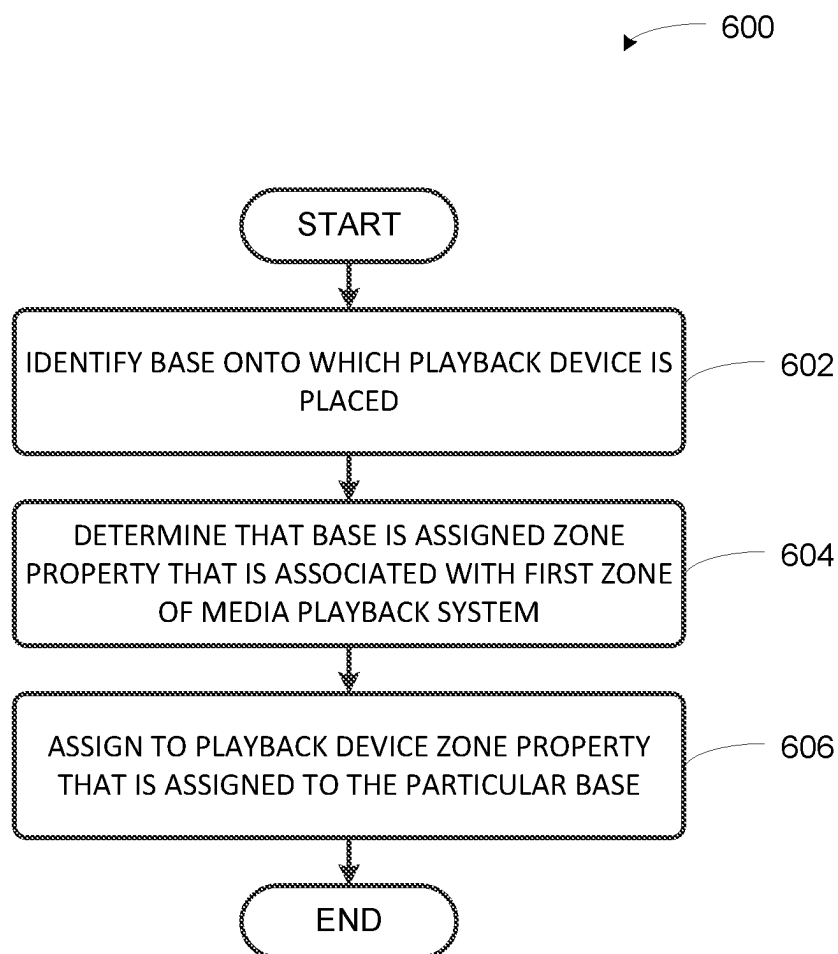 600
START
IDENTIFY BASE ONTO WHICH PLAYBACK DEVICE IS
PLACED
602
DETERMINE THAT BASE IS ASSIGNED ZONE
PROPERTY THAT IS ASSOCIATED WITH FIRST ZONE
OF MEDIA PLAYBACK SYSTEM
604
ASSIGN TO PLAYBACK DEVICE ZONE PROPERTY
THAT IS ASSIGNED TO THE PARTICULAR BASE
606
END